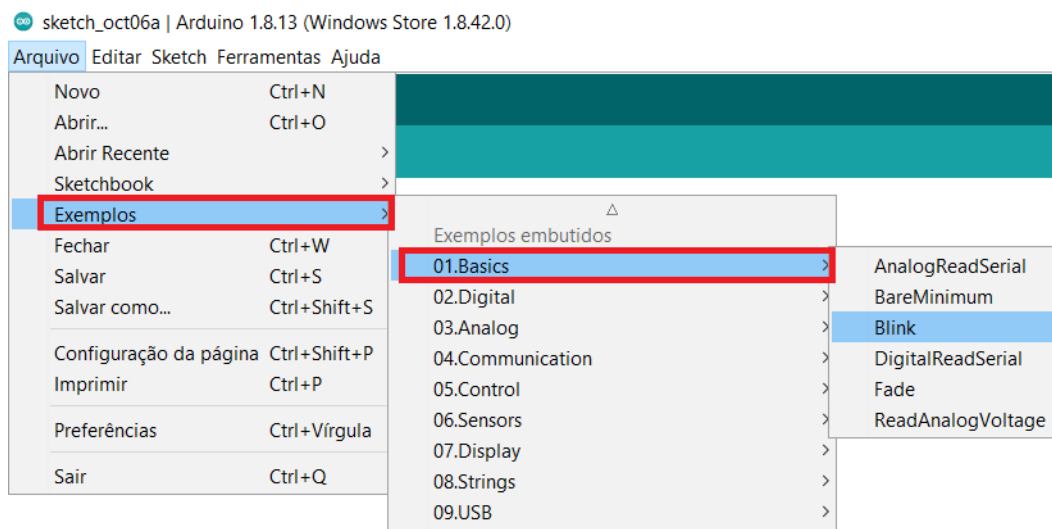 sketch_oct06a | Arduino 1.8.13 (Windows Store 1.8.42.0)
Arquivo Editar Sketch Ferramentas Ajuda
Novo Ctrl+N
Abrir... Ctrl+O
Abrir Recente
Sketchbook
Exemplos
Fechar Ctrl+W
Salvar Ctrl+S
Salvar como... Ctrl+Shift+S
Configuração da página Ctrl+Shift+P
Imprimir Ctrl+P
Preferências Ctrl+Vírgula
Sair Ctrl+Q
Exemplos embutidos
01.Basics
02.Digital
03.Analog
04.Communication
05.Control
06.Sensors
07.Display
08.Strings
09.USB
AnalogReadSerial
BareMinimum
Blink
DigitalReadSerial
Fade
ReadAnalogVoltage